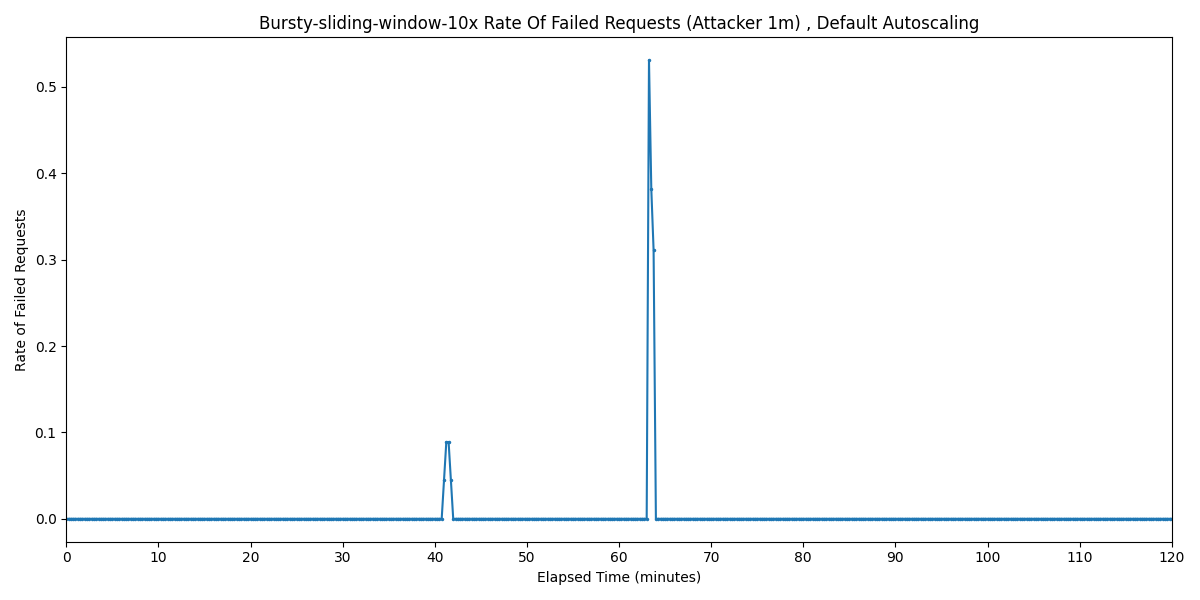 Bursty-sliding-window-10x Rate Of Failed Requests (Attacker 1m) , Default Autoscaling
Rate of Failed Requests
0.5
0.4
0.3
0.2
0.1
0.0
0 10 20 30 40 50 60 70 80 90 100 110 120
Elapsed Time (minutes)